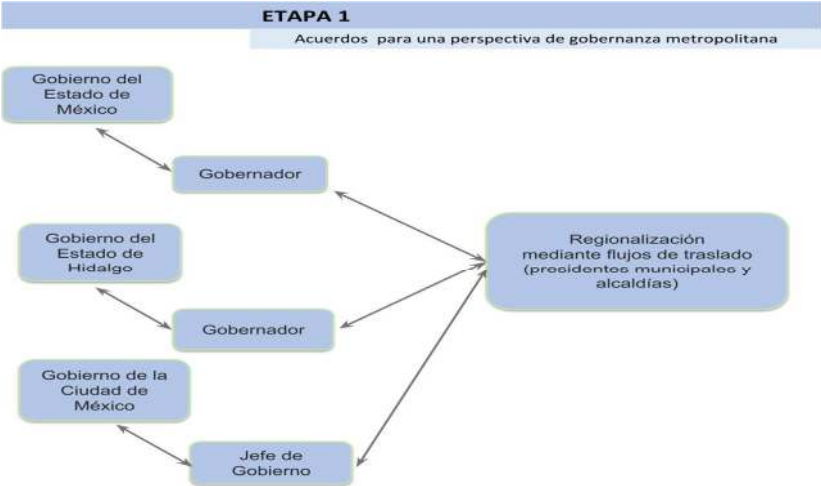 ETAPA 1
Acuerdos para una perspectiva de gobernanza metropolitana
Gobierno del
Estado de
México
Gobernador
Gobierno del
Estado de
Hidalgo
Gobernador
Gobierno de la
Ciudad de
México
Jefe de
Gobierno
Regionalización
mediante flujos de traslado
(presidentes municipales y
alcaldías)